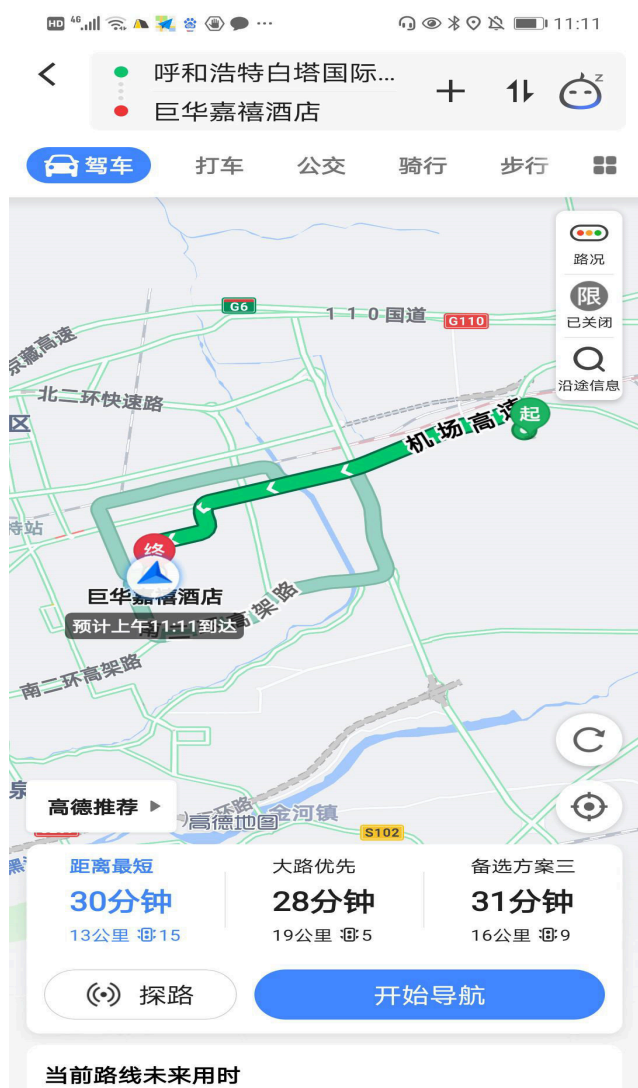 HD 4G 11:11
呼和浩特白塔国际...
巨华嘉禧酒店
驾车 打车 公交 骑行 步行
路况
限
已关闭
沿途信息
G6
110国道
G110
京藏高速
北二环快速路
区
机场高速
起
特站
终
巨华嘉禧酒店
预计上午11:11到达
高架路
南二环高架路
高德推荐
高德地图
金河镇
S102
距离最短 大路优先 备选方案三
30分钟 28分钟 31分钟
13公里 15 19公里 5 16公里 9
探路 开始导航
当前路线未来用时